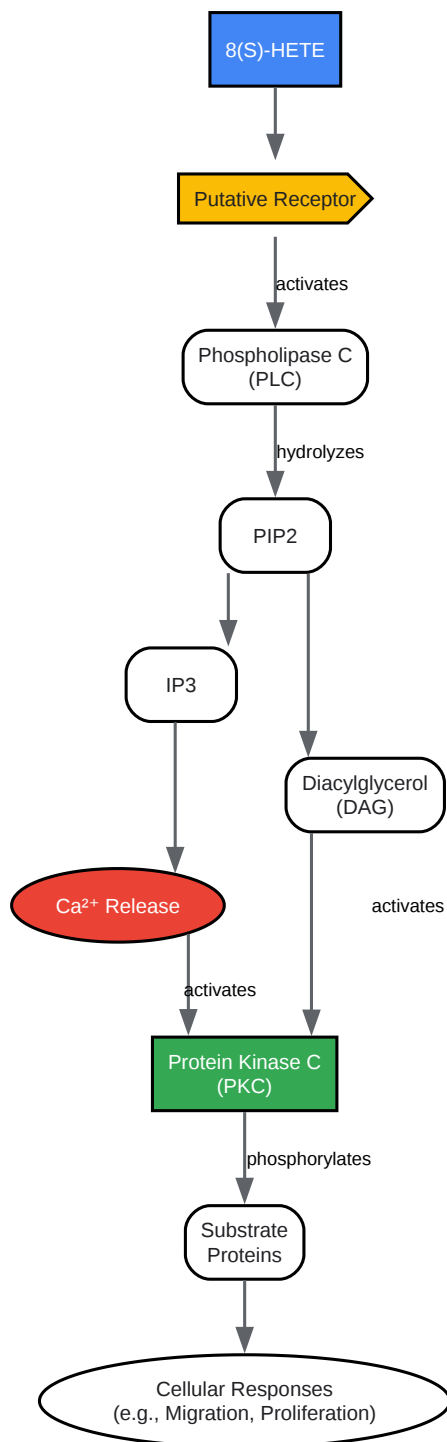 8(S)-HETE
Putative Receptor
activates
Phospholipase C
(PLC)
hydrolyzes
PIP2
IP3
Diacylglycerol
(DAG)
Ca²⁺ Release
activates
activates
Protein Kinase C
(PKC)
phosphorylates
Substrate
Proteins
Cellular Responses
(e.g., Migration, Proliferation)